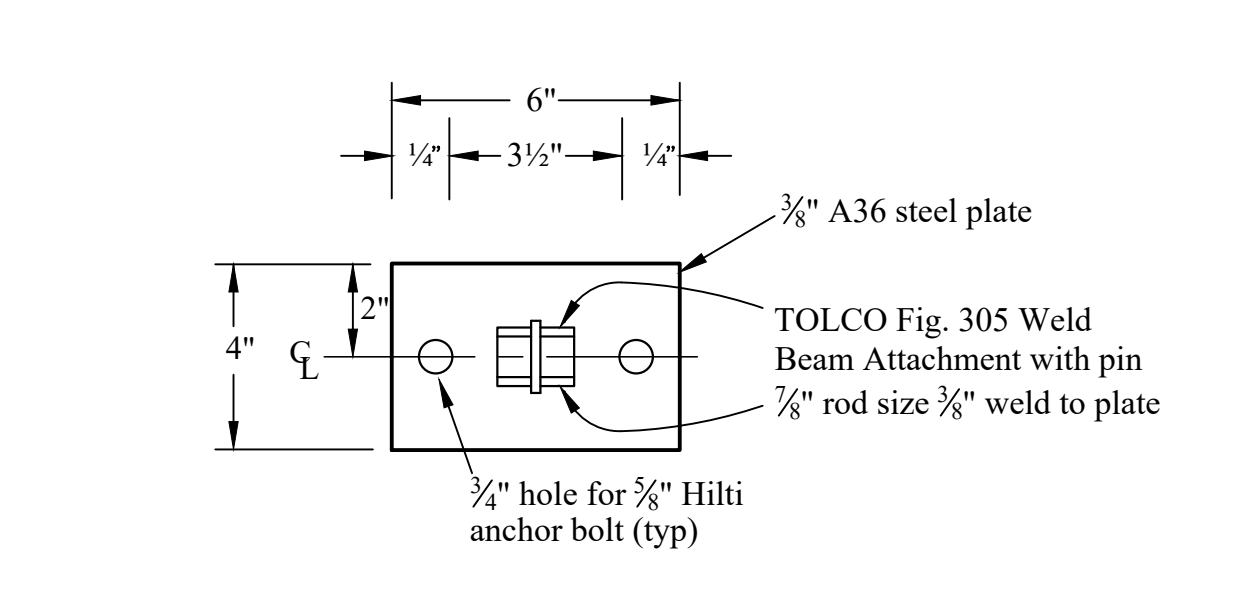 6"
¼” 3½" ¼”
⅜" A36 steel plate
2"
4"
CL
TOLCO Fig. 305 Weld
Beam Attachment with pin
⅞" rod size ⅜" weld to plate
¾" hole for ⅝" Hilti
anchor bolt (typ)